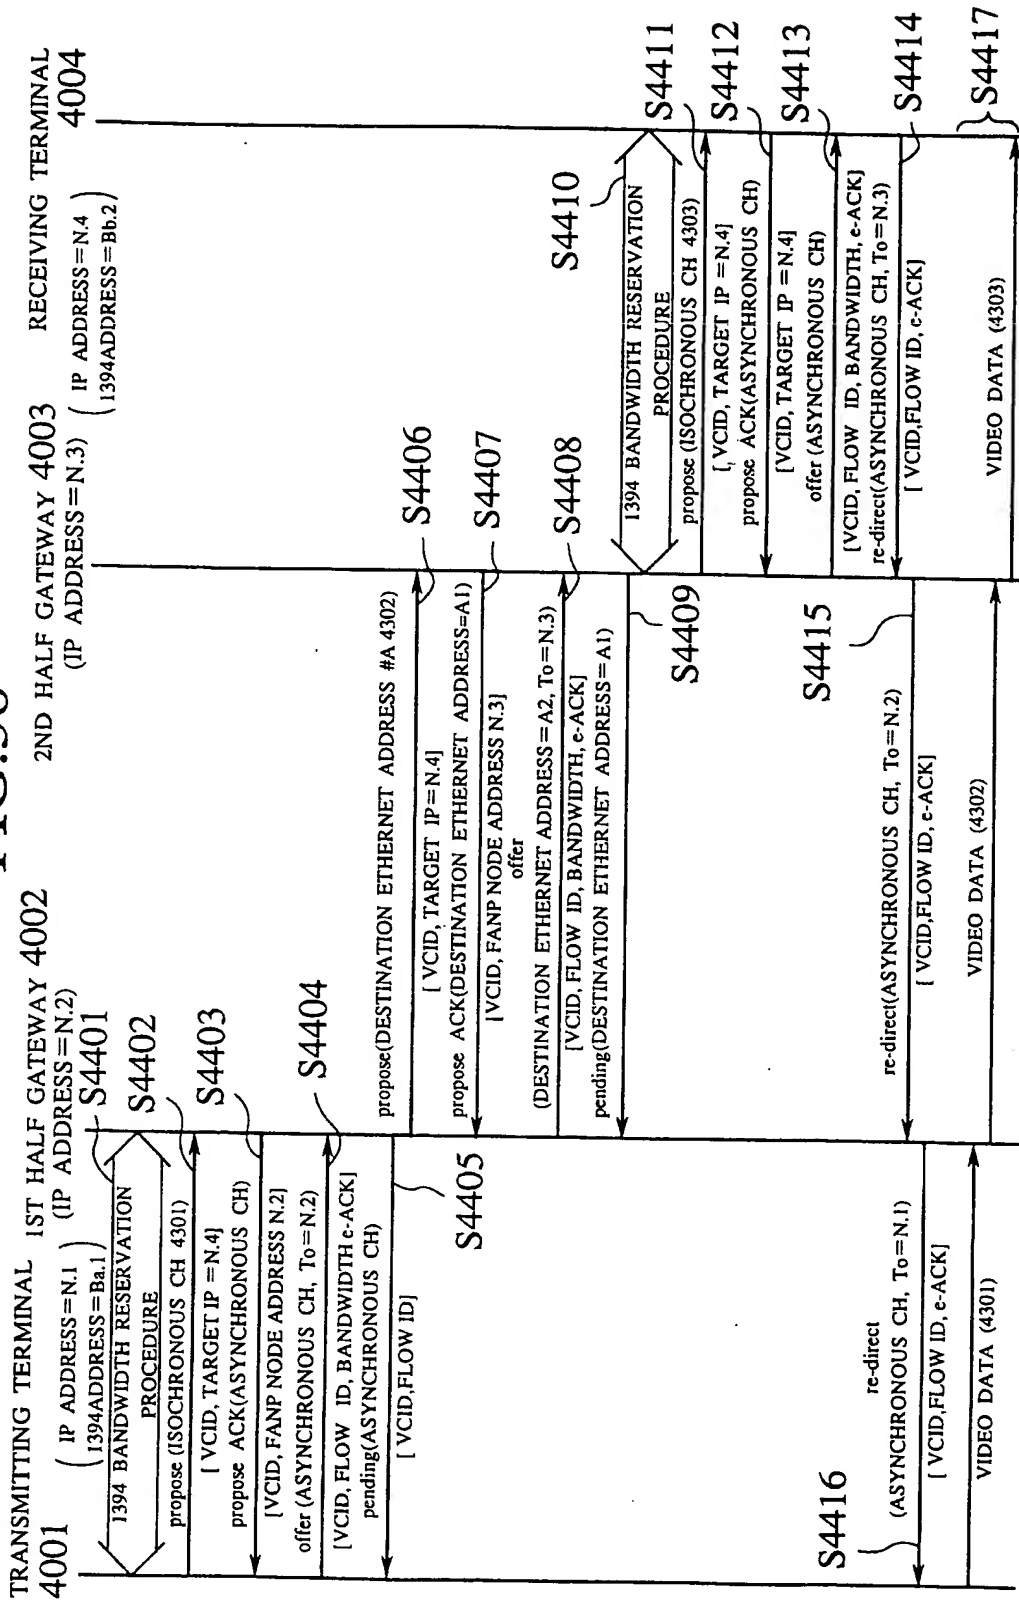 TRANSMITTING TERMINAL
4001
( IP ADDRESS=N.1
1394ADDRESS=Ba.1 )
1ST HALF GATEWAY 4002
(IP ADDRESS=N.2)
2ND HALF GATEWAY 4003
(IP ADDRESS=N.3)
RECEIVING TERMINAL
4004
( IP ADDRESS=N.4
1394ADDRESS=Bb.2 )
S4401
1394 BANDWIDTH RESERVATION
PROCEDURE
S4402
propose (ISOCHRONOUS CH 4301)
[ VCID, TARGET IP =N.4]
S4403
propose ACK(ASYNCHRONOUS CH)
[VCID, FANP NODE ADDRESS N.2]
S4404
offer (ASYNCHRONOUS CH, To=N.2)
[VCID, FLOW ID, BANDWIDTH e-ACK]
pending(ASYNCHRONOUS CH)
[ VCID,FLOW ID]
S4405
propose(DESTINATION ETHERNET ADDRESS #A 4302)
S4406
[ VCID, TARGET IP=N.4]
propose ACK(DESTINATION ETHERNET ADDRESS=A1)
S4407
[VCID, FANP NODE ADDRESS N.3]
offer
(DESTINATION ETHERNET ADDRESS=A2, To=N.3)
S4408
[VCID, FLOW ID, BANDWIDTH, e-ACK]
pending(DESTINATION ETHERNET ADDRESS=A1)
S4409
S4410
1394 BANDWIDTH RESERVATION
PROCEDURE
propose (ISOCHRONOUS CH 4303)
S4411
[ VCID, TARGET IP=N.4]
propose ACK(ASYNCHRONOUS CH)
S4412
[VCID, TARGET IP=N.4]
offer (ASYNCHRONOUS CH)
S4413
[VCID, FLOW ID, BANDWIDTH, e-ACK]
re-direct(ASYNCHRONOUS CH, To=N.3)
S4414
[ VCID,FLOW ID, e-ACK]
S4415
re-direct(ASYNCHRONOUS CH, To=N.2)
[ VCID,FLOW ID, e-ACK]
S4416
re-direct
(ASYNCHRONOUS CH, To=N.1)
[ VCID,FLOW ID, e-ACK]
VIDEO DATA (4301)
VIDEO DATA (4302)
VIDEO DATA (4303)
S4417